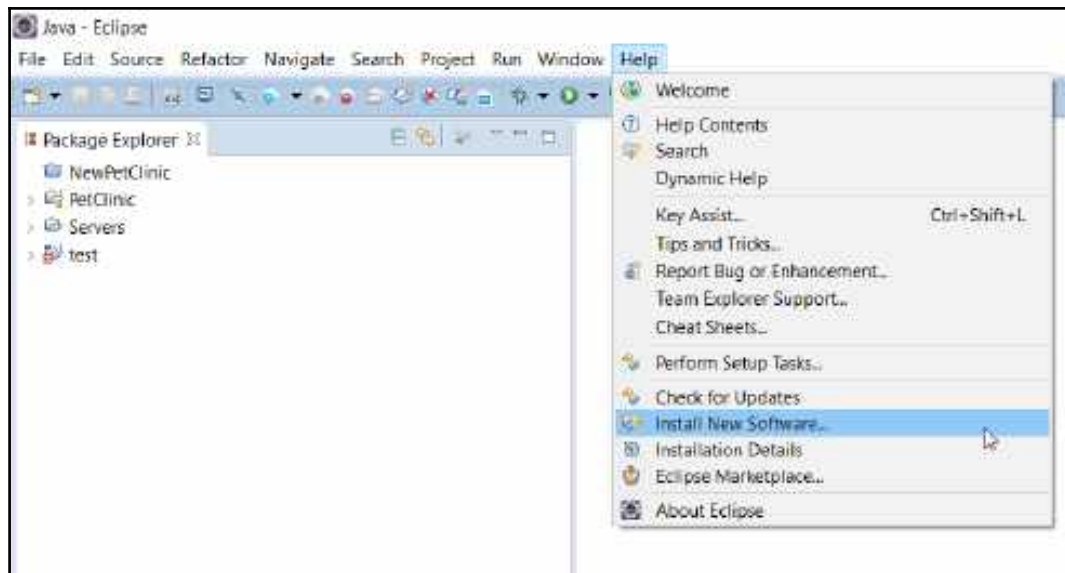 Java - Eclipse
File Edit Source Refactor Navigate Search Project Run Window Help
Package Explorer
NewPetClinic
PetClinic
Servers
test
Welcome
Help Contents
Search
Dynamic Help
Key Assist... Ctrl+Shift+L
Tips and Tricks...
Report Bug or Enhancement...
Team Explorer Support...
Cheat Sheets...
Perform Setup Tasks...
Check for Updates
Install New Software...
Installation Details
Eclipse Marketplace...
About Eclipse